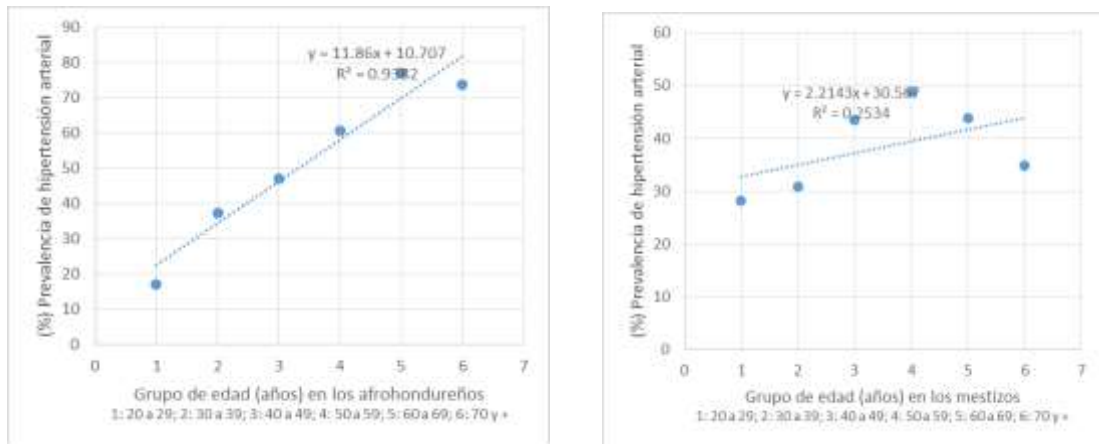 (%) Prevalencia de hipertensión arterial
90
80
70
60
50
40
30
20
10
0
y = 11.86x + 10.707
0 1 2 3 4 5 6 7
Grupo de edad (años) en los afrohondureños
1: 20 a 29; 2: 30 a 39; 3: 40 a 49; 4: 50 a 59; 5: 60 a 69; 6: 70 y +
(%) Prevalencia de hipertensión arterial
60
50
40
30
20
10
0
y = 2.2143x +
R² = 0.2534
0 1 2 3 4 5 6 7
Grupo de edad (años) en los mestizos
1: 20 a 29; 2: 30 a 39; 3: 40 a 49; 4: 50 a 59; 5: 60 a 69; 6: 70 y +